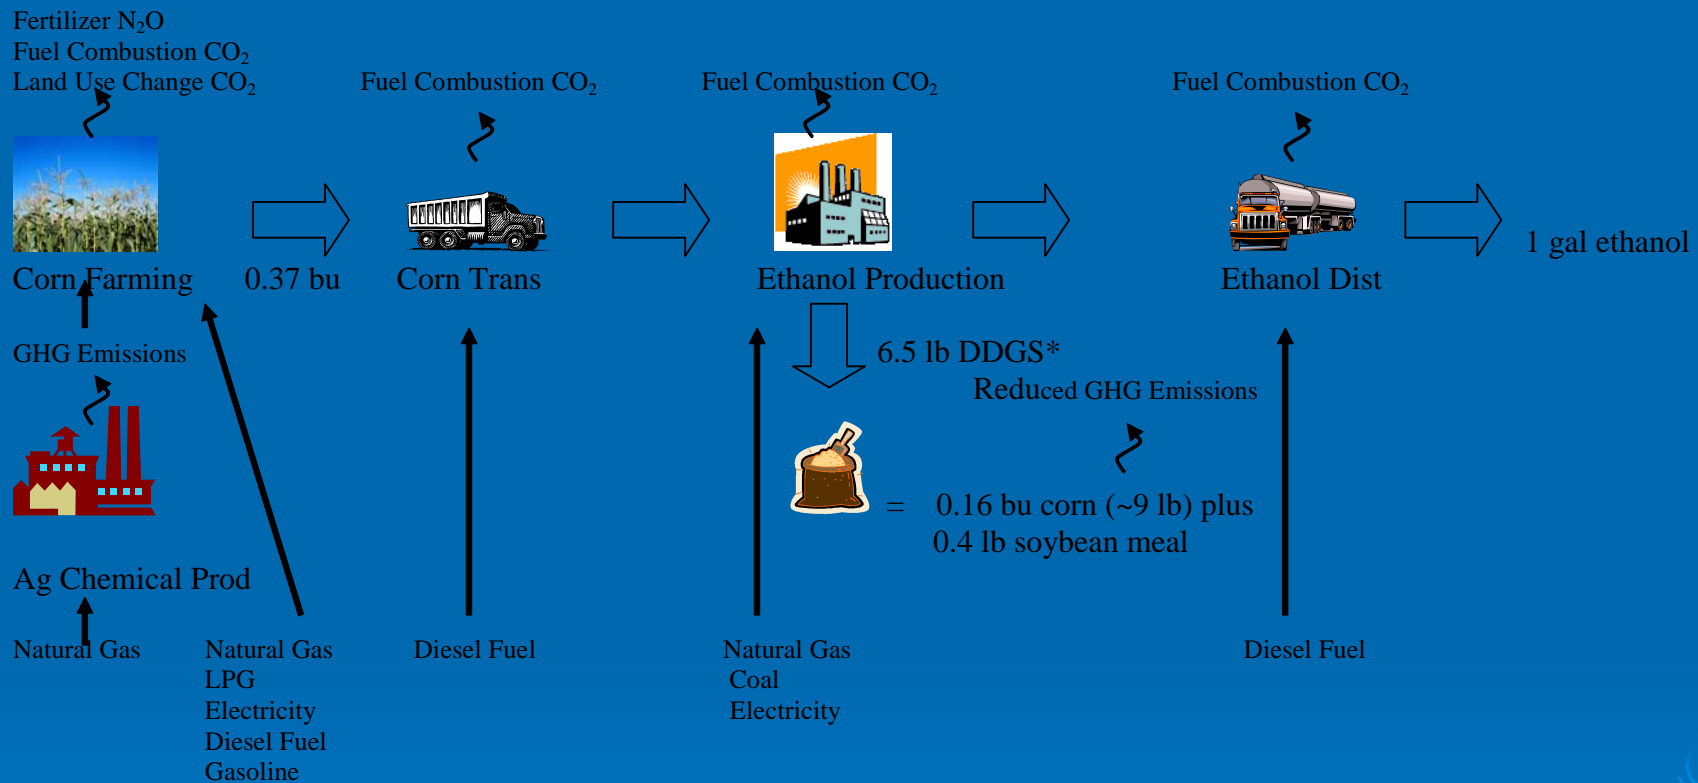 Fertilizer N₂O
Fuel Combustion CO₂
Land Use Change CO₂
Fuel Combustion CO₂
Fuel Combustion CO₂
Fuel Combustion CO₂
1 gal ethanol
Corn Farming
0.37 bu
Corn Trans
Ethanol Production
Ethanol Dist
GHG Emissions
6.5 lb DDGS*
Reduced GHG Emissions
= 0.16 bu corn (~9 lb) plus
0.4 lb soybean meal
Ag Chemical Prod
Natural Gas
Natural Gas
LPG
Electricity
Diesel Fuel
Gasoline
Diesel Fuel
Natural Gas
Coal
Electricity
Diesel Fuel